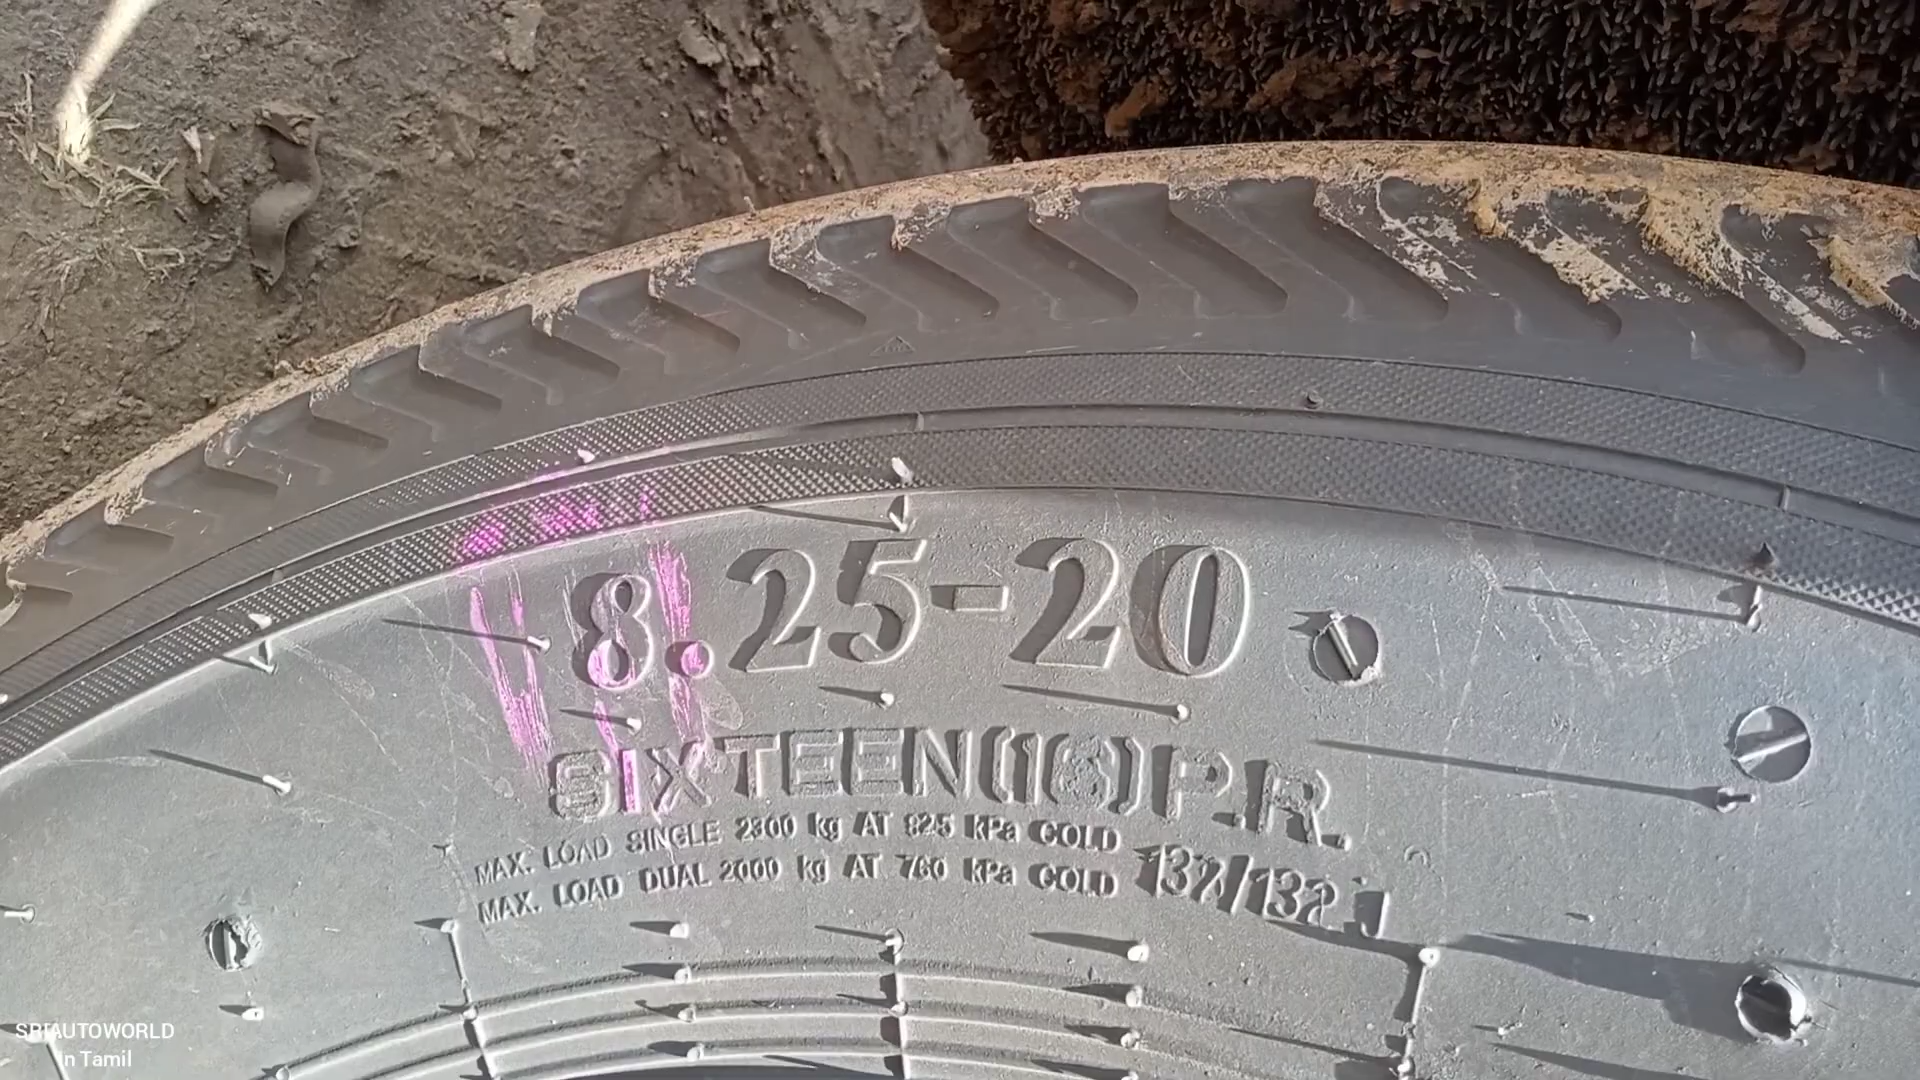 8.25-20
SIXTEEN(16)P.R.
MAX. LOAD SINGLE 2300 kg AT 825 kPa COLD
MAX. LOAD DUAL 2000 kg AT 760 kPa COLD
137/132 J
SRIAUTOWORLD
in Tamil